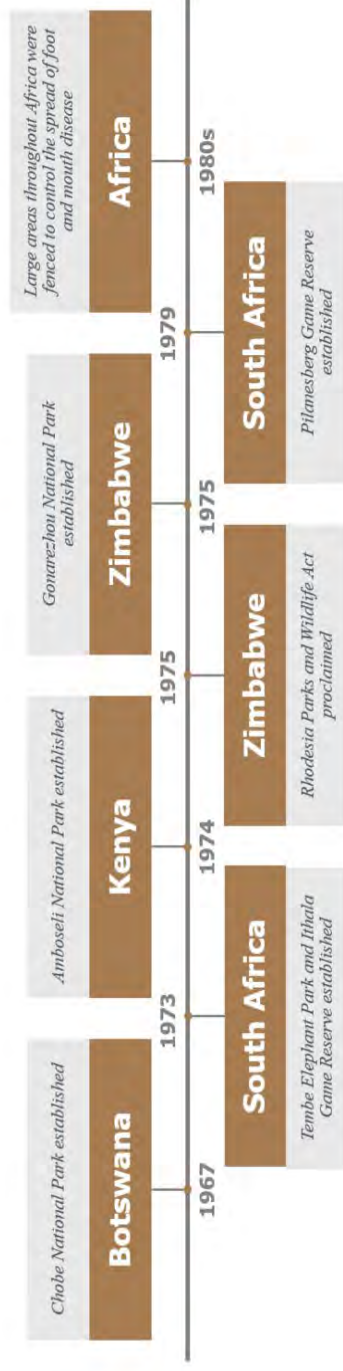 Chobe National Park established
Botswana
1967
1973
South Africa
Tembe Elephant Park and Ithala
Game Reserve established
Amboseli National Park established
Kenya
1974
1975
Zimbabwe
Rhodesia Parks and Wildlife Act
proclaimed
Gonarezhou National Park
established
Zimbabwe
1975
1979
South Africa
Pilanesberg Game Reserve
established
Large areas throughout Africa were
fenced to control the spread of foot
and mouth disease
Africa
1980s